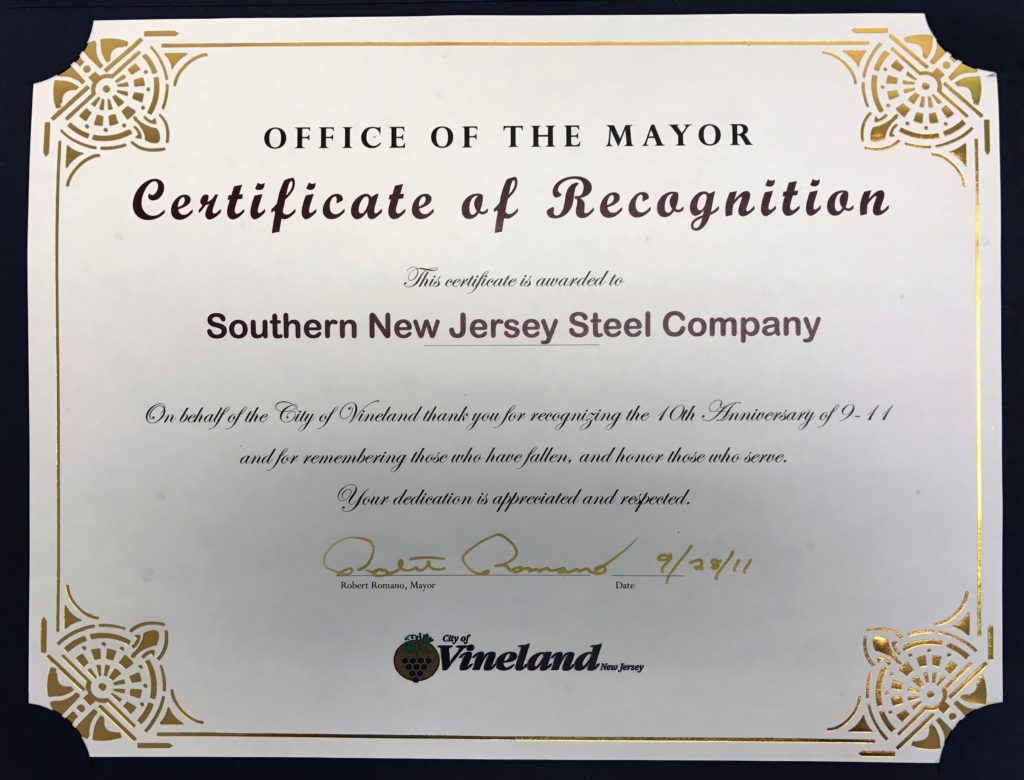 OFFICE OF THE MAYOR
Certificate of Recognition
This certificate is awarded to
Southern New Jersey Steel Company
On behalf of the City of Vineland thank you for recognizing the 10th Anniversary of 9-11
and for remembering those who have fallen, and honor those who serve.
Your dedication is appreciated and respected.
Robert Romano 9/28/11
Robert Romano, Mayor Date
City of
Vineland New Jersey